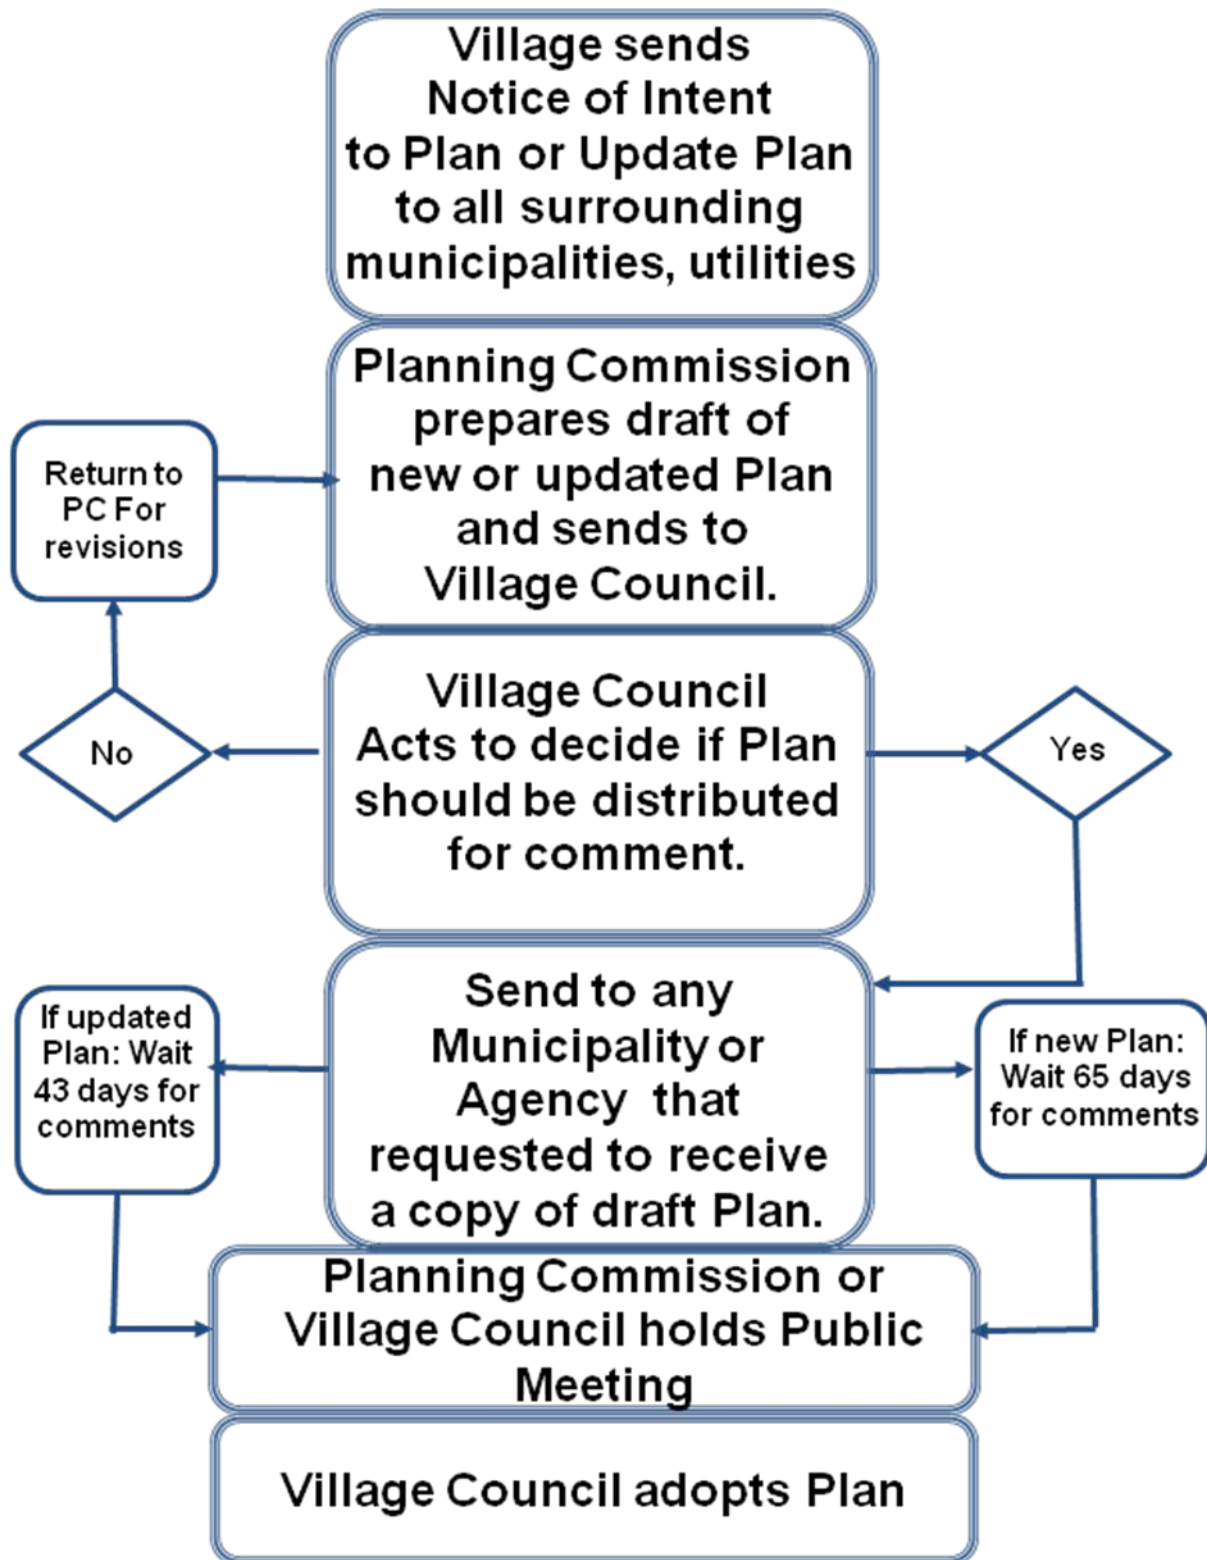 Village sends
Notice of Intent
to Plan or Update Plan
to all surrounding
municipalities, utilities
Planning Commission
prepares draft of
new or updated Plan
and sends to
Village Council.
Return to
PC For
revisions
Village Council
Acts to decide if Plan
should be distributed
for comment.
No
Yes
Send to any
Municipality or
Agency that
requested to receive
a copy of draft Plan.
If updated
Plan: Wait
43 days for
comments
If new Plan:
Wait 65 days
for comments
Planning Commission or
Village Council holds Public
Meeting
Village Council adopts Plan